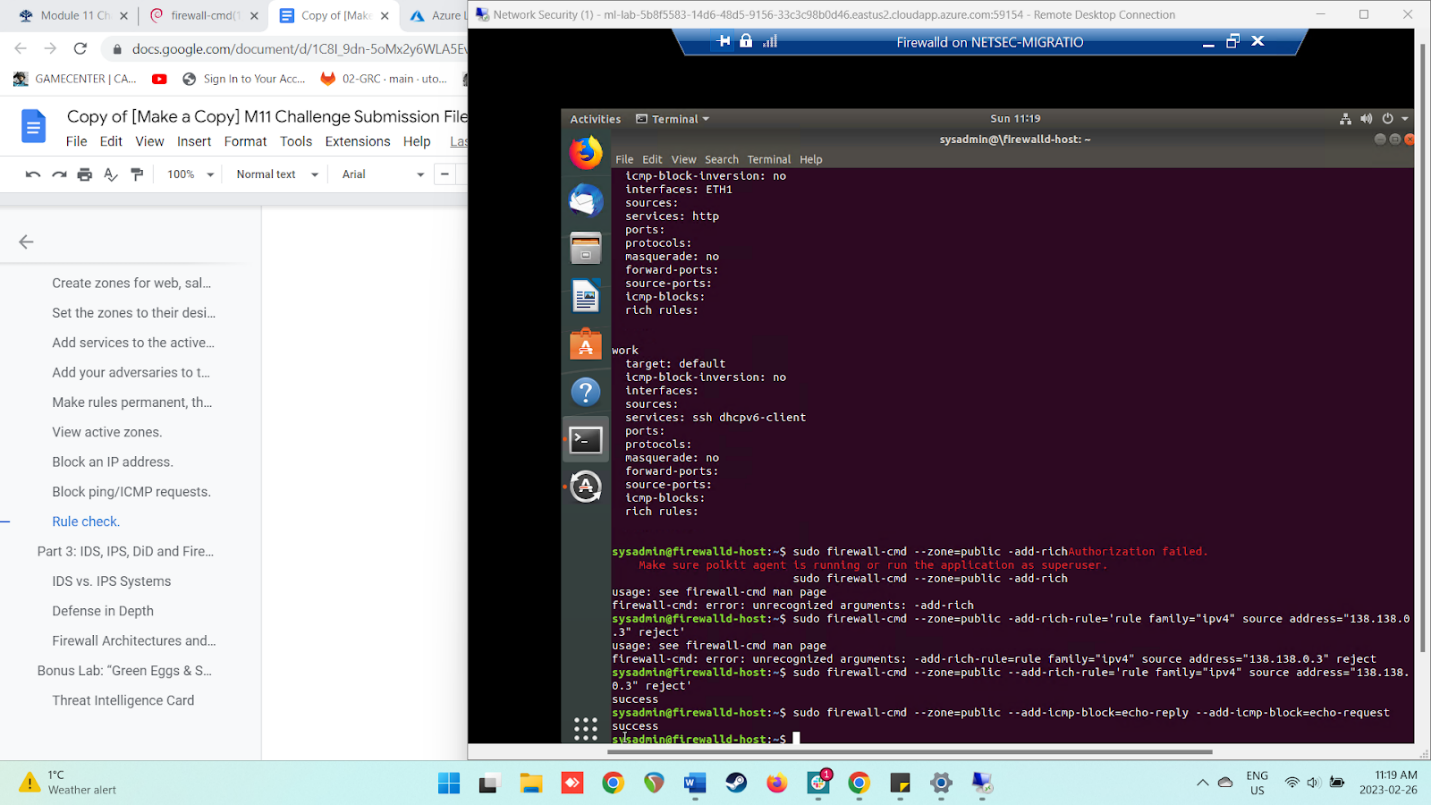 Module 11 Ch
firewall-cmd(1
Copy of [Mak
Azure L
Network Security (1) - ml-lab-5b8f5583-14d6-48d5-9156-33c3c98b0d46.eastus2.cloudapp.azure.com:59154 - Remote Desktop Connection
docs.google.com/document/d/1C8I_9dn-5oMx2y6WLA5Ev
Firewalld on NETSEC-MIGRATIO
GAMECENTER | CA...
Sign In to Your Acc...
02-GRC · main · uto...
Copy of [Make a Copy] M11 Challenge Submission File
File Edit View Insert Format Extensions Tools Help Las
100% Normal text Arial
Create zones for web, sal...
Set the zones to their desi...
Add services to the active...
Add your adversaries to t...
Make rules permanent, th...
View active zones.
Block an IP address.
Block ping/ICMP requests.
Rule check.
Part 3: IDS, IPS, DiD and Fire...
IDS vs. IPS Systems
Defense in Depth
Firewall Architectures and...
Bonus Lab: “Green Eggs & S...
Threat Intelligence Card
Activities Terminal Sun 11:19
sysadmin@\firewalld-host: ~
File Edit View Search Terminal Help
icmp-block-inversion: no
interfaces: ETH1
sources:
services: http
ports:
protocols:
masquerade: no
forward-ports:
source-ports:
icmp-blocks:
rich rules:
work
target: default
icmp-block-inversion: no
interfaces:
sources:
services: ssh dhcpv6-client
ports:
protocols:
masquerade: no
forward-ports:
source-ports:
icmp-blocks:
rich rules:
sysadmin@firewalld-host:~$ sudo firewall-cmd --zone=public -add-richAuthorization failed.
Make sure polkit agent is running or run the application as superuser.
sudo firewall-cmd --zone=public -add-rich
usage: see firewall-cmd man page
firewall-cmd: error: unrecognized arguments: -add-rich
sysadmin@firewalld-host:~$ sudo firewall-cmd --zone=public -add-rich-rule='rule family="ipv4" source address="138.138.0
.3" reject'
usage: see firewall-cmd man page
firewall-cmd: error: unrecognized arguments: -add-rich-rule=rule family="ipv4" source address="138.138.0.3" reject
sysadmin@firewalld-host:~$ sudo firewall-cmd --zone=public --add-rich-rule='rule family="ipv4" source address="138.138.
0.3" reject'
success
sysadmin@firewalld-host:~$ sudo firewall-cmd --zone=public --add-icmp-block=echo-reply --add-icmp-block=echo-request
success
sysadmin@firewalld-host:~$
1°C
Weather alert
1
ENG
US
11:19 AM
2023-02-26